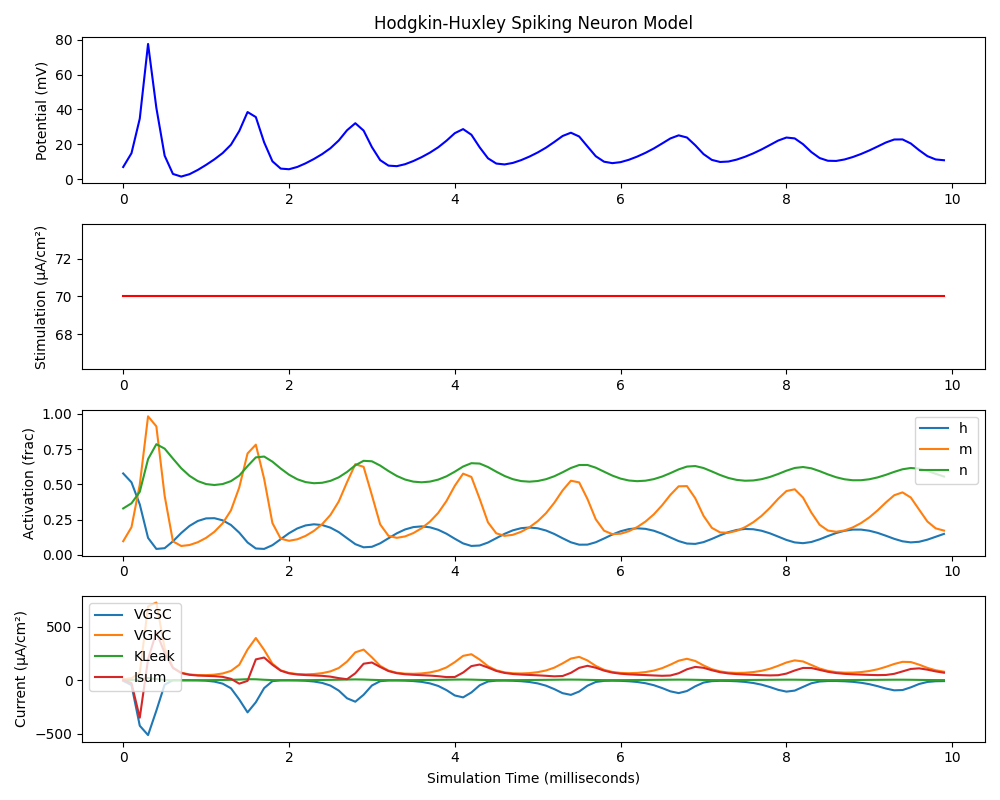 Hodgkin-Huxley Spiking Neuron Model
Potential (mV)
80
60
40
20
0
0 2 4 6 8 10
Stimulation (µA/cm²)
72
70
68
0 2 4 6 8 10
Activation (frac)
1.00
0.75
0.50
0.25
0.00
h
m
n
0 2 4 6 8 10
Current (µA/cm²)
500
0
−500
VGSC
VGKC
KLeak
Isum
0 2 4 6 8 10
Simulation Time (milliseconds)